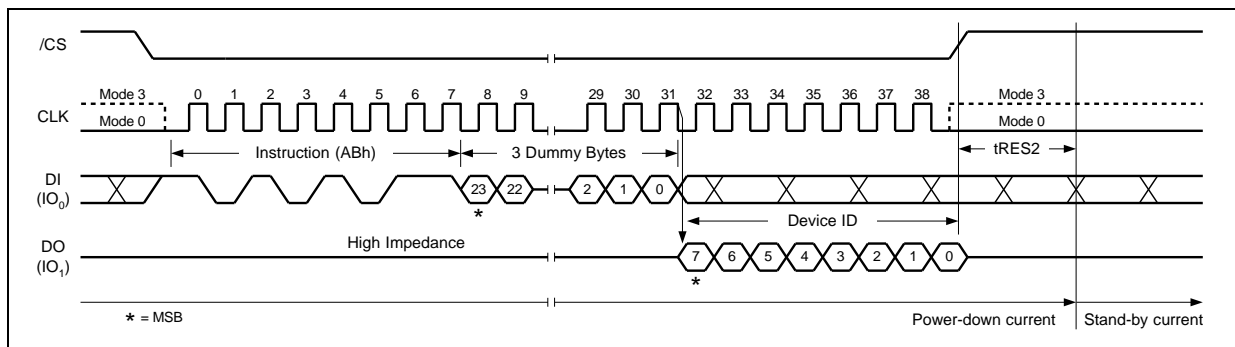 /CS
Mode 3 0 1 2 3 4 5 6 7 8 9 29 30 31 32 33 34 35 36 37 38 Mode 3
CLK
Mode 0 Mode 0
Instruction (ABh) 3 Dummy Bytes tRES2
DI
(IO0) 23 22 2 1 0
* Device ID
DO High Impedance
(IO1) 7 6 5 4 3 2 1 0
*
* = MSB Power-down current Stand-by current